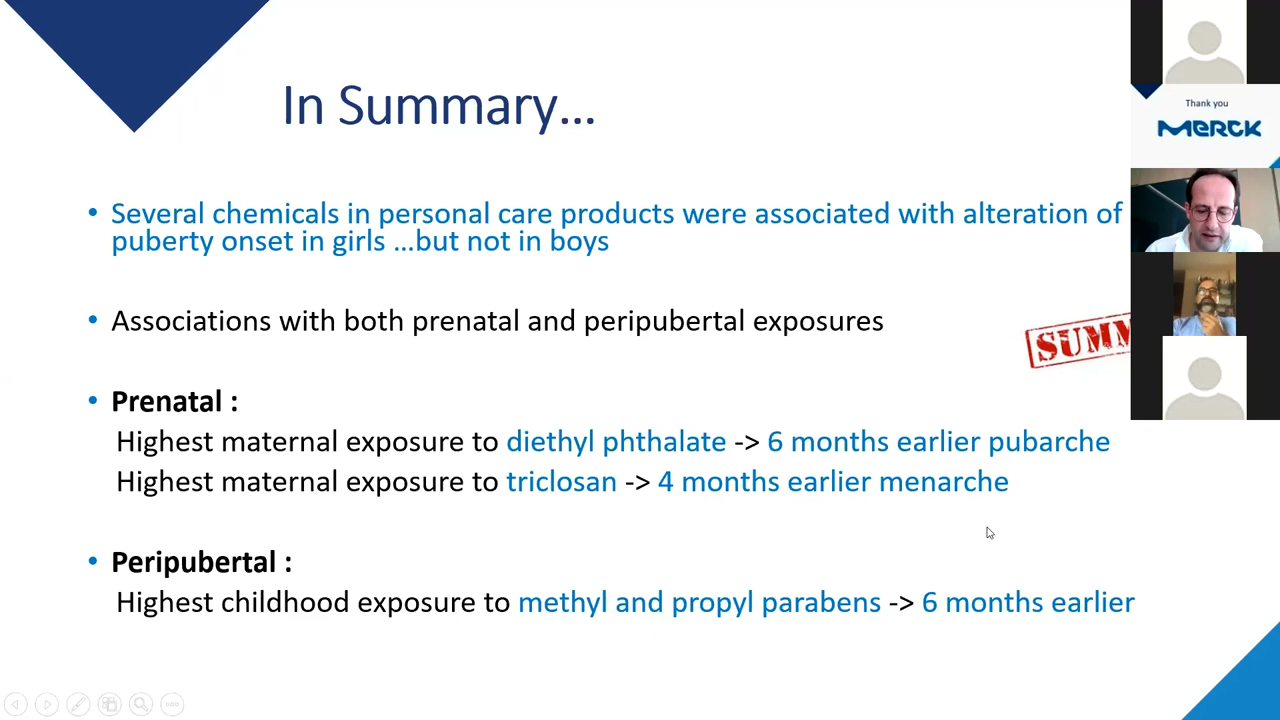 In Summary...
• Several chemicals in personal care products were associated with alteration of
puberty onset in girls ...but not in boys
• Associations with both prenatal and peripubertal exposures
• Prenatal :
Highest maternal exposure to diethyl phthalate -> 6 months earlier pubarche
Highest maternal exposure to triclosan -> 4 months earlier menarche
• Peripubertal :
Highest childhood exposure to methyl and propyl parabens -> 6 months earlier
Thank you
MERCK